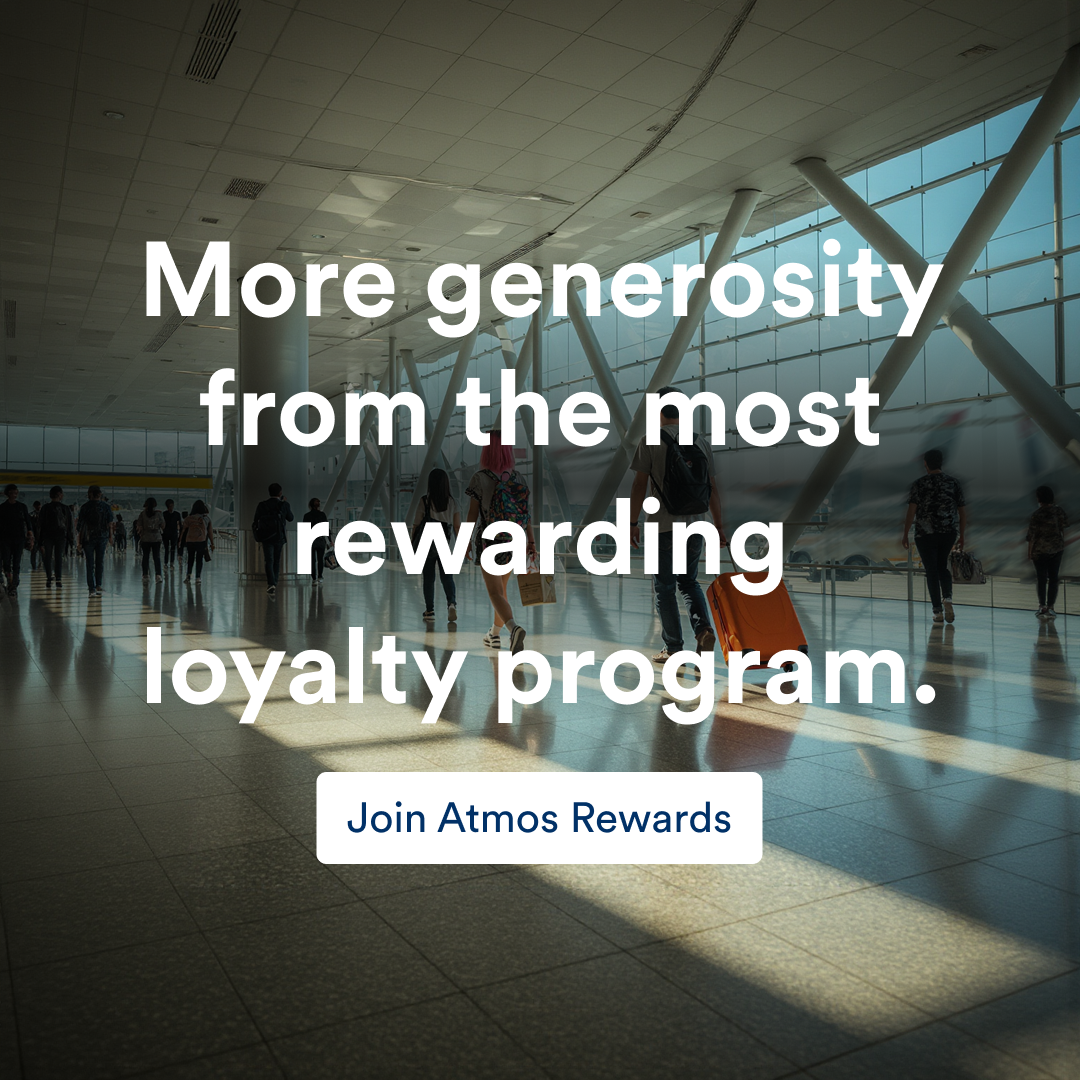 More generosity
from the most
rewarding
loyalty program.
Join Atmos Rewards